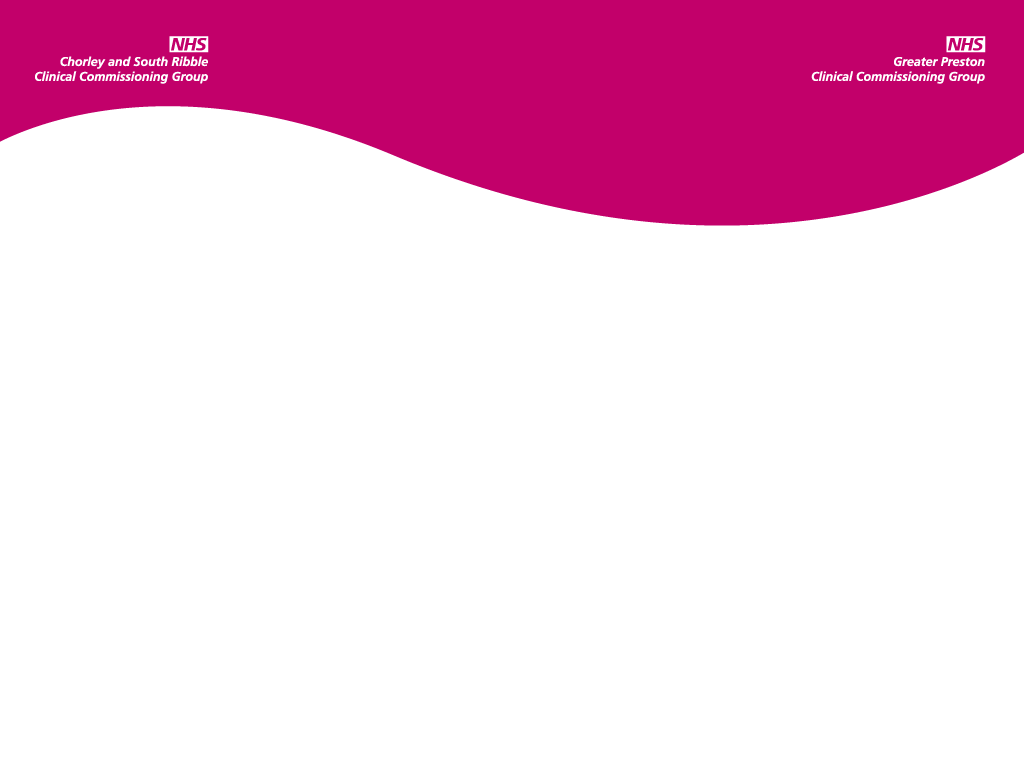 NHS
Chorley and South Ribble
Clinical Commissioning Group
NHS
Greater Preston
Clinical Commissioning Group